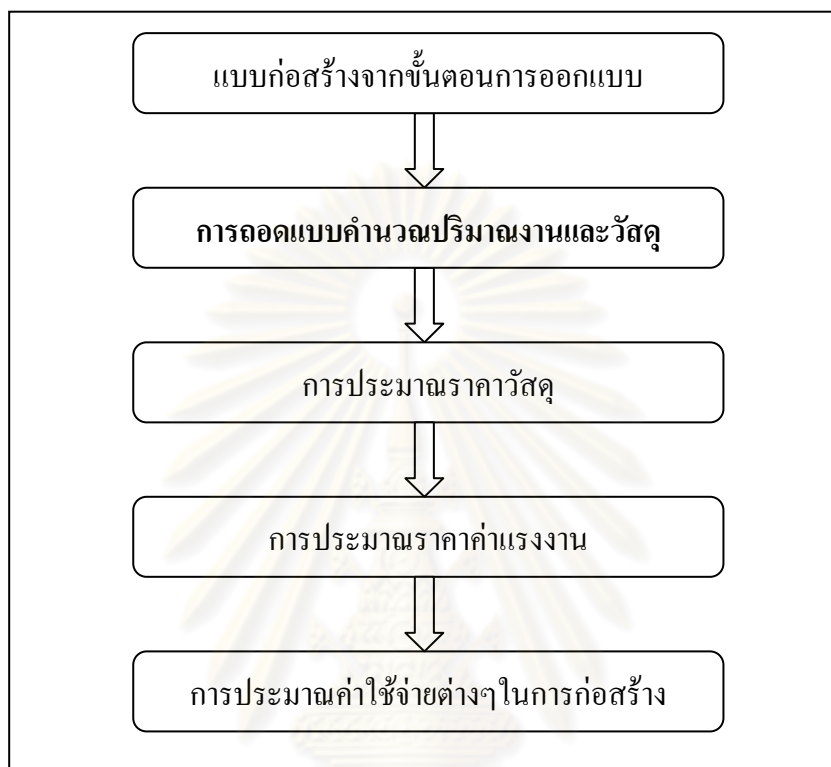 แบบก่อสร้างจากขั้นตอนการออกแบบ
การถอดแบบคำนวณปริมาณงานและวัสดุ
การประมาณราคาวัสดุ
การประมาณราคาค่าแรงงาน
การประมาณค่าใช้จ่ายต่างๆในการก่อสร้าง